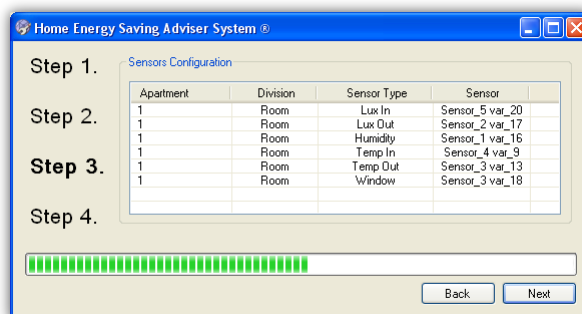 Home Energy Saving Adviser System ®
Step 1.
Step 2.
Step 3.
Step 4.
Sensors Configuration
Apartment Division Sensor Type Sensor
1 Room Lux In Sensor_5 var_20
1 Room Lux Out Sensor_2 var_17
1 Room Humidity Sensor_1 var_16
1 Room Temp In Sensor_4 var_9
1 Room Temp Out Sensor_3 var_13
1 Room Window Sensor_3 var_18
Back Next